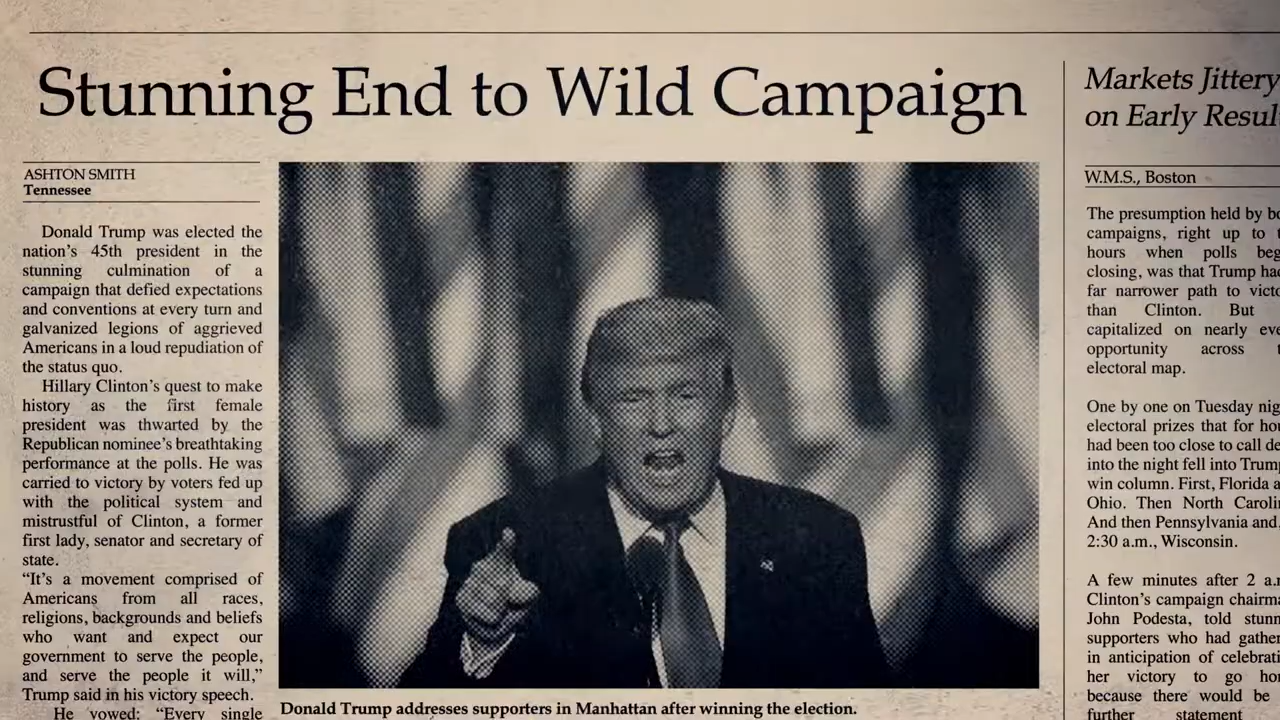 Stunning End to Wild Campaign
ASHTON SMITH
Tennessee
Donald Trump was elected the
nation's 45th president in the
stunning culmination of a
campaign that defied expectations
and conventions at every turn and
galvanized legions of aggrieved
Americans in a loud repudiation of
the status quo.
Hillary Clinton's quest to make
history as the first female
president was thwarted by the
Republican nominee's breathtaking
performance at the polls. He was
carried to victory by voters fed up
with the political system and
mistrustful of Clinton, a former
first lady, senator and secretary of
state.
“It's a movement comprised of
Americans from all races,
religions, backgrounds and beliefs
who want and expect our
government to serve the people,
and serve the people it will,”
Trump said in his victory speech.
He vowed: “Every single
Donald Trump addresses supporters in Manhattan after winning the election.
Markets Jittery
on Early Resul
W.M.S., Boston
The presumption held by bo
campaigns, right up to t
hours when polls beg
closing, was that Trump had
far narrower path to victo
than Clinton. But
capitalized on nearly eve
opportunity across t
electoral map.
One by one on Tuesday nig
electoral prizes that for hou
had been too close to call de
into the night fell into Trump
win column. First, Florida a
Ohio. Then North Carolin
And then Pennsylvania and,
2:30 a.m., Wisconsin.
A few minutes after 2 a.m
Clinton's campaign chairma
John Podesta, told stunn
supporters who had gather
in anticipation of celebrati
her victory to go hom
because there would be
further statement